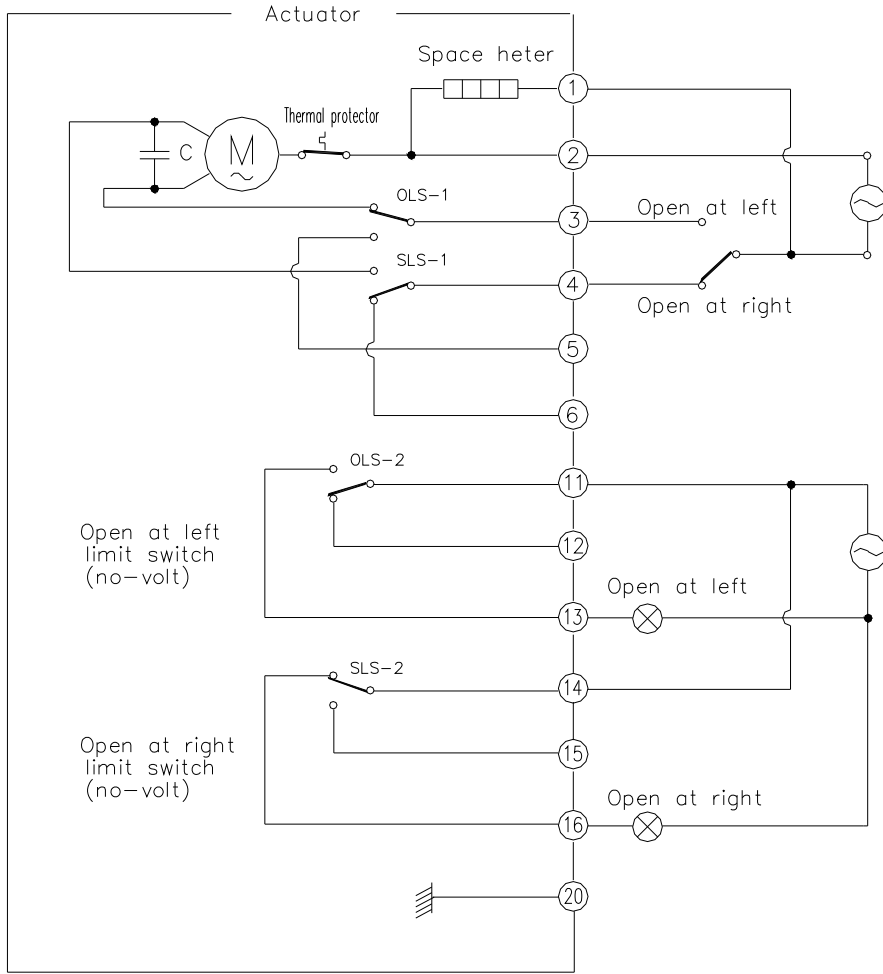 Actuator
Space heter
1
Thermal protector
C
M
2
OLS-1
3
Open at left
SLS-1
4
Open at right
5
6
OLS-2
11
Open at left
limit switch
(no-volt)
12
Open at left
13
SLS-2
14
Open at right
limit switch
(no-volt)
15
Open at right
16
20